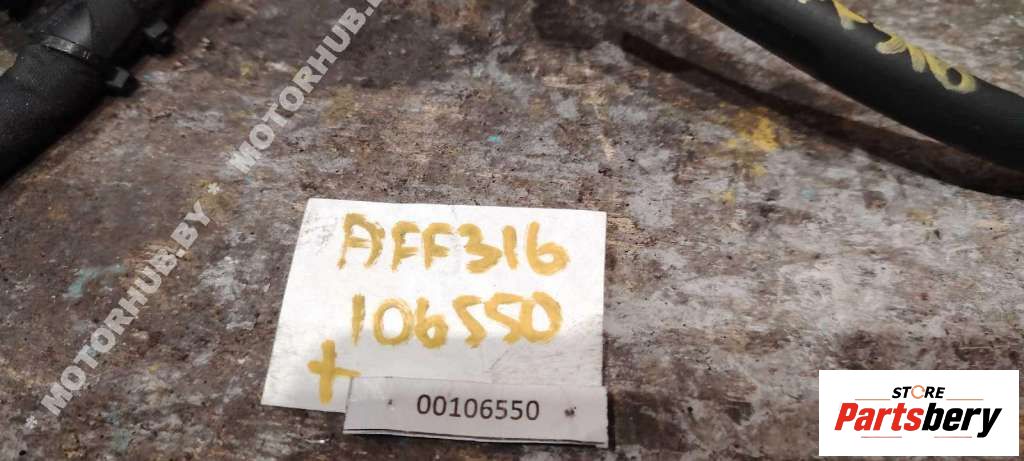 * MOTORHUB.BY * MOTORHUB.BY
AFF316
106550
+
00106550
STORE
Partsbery